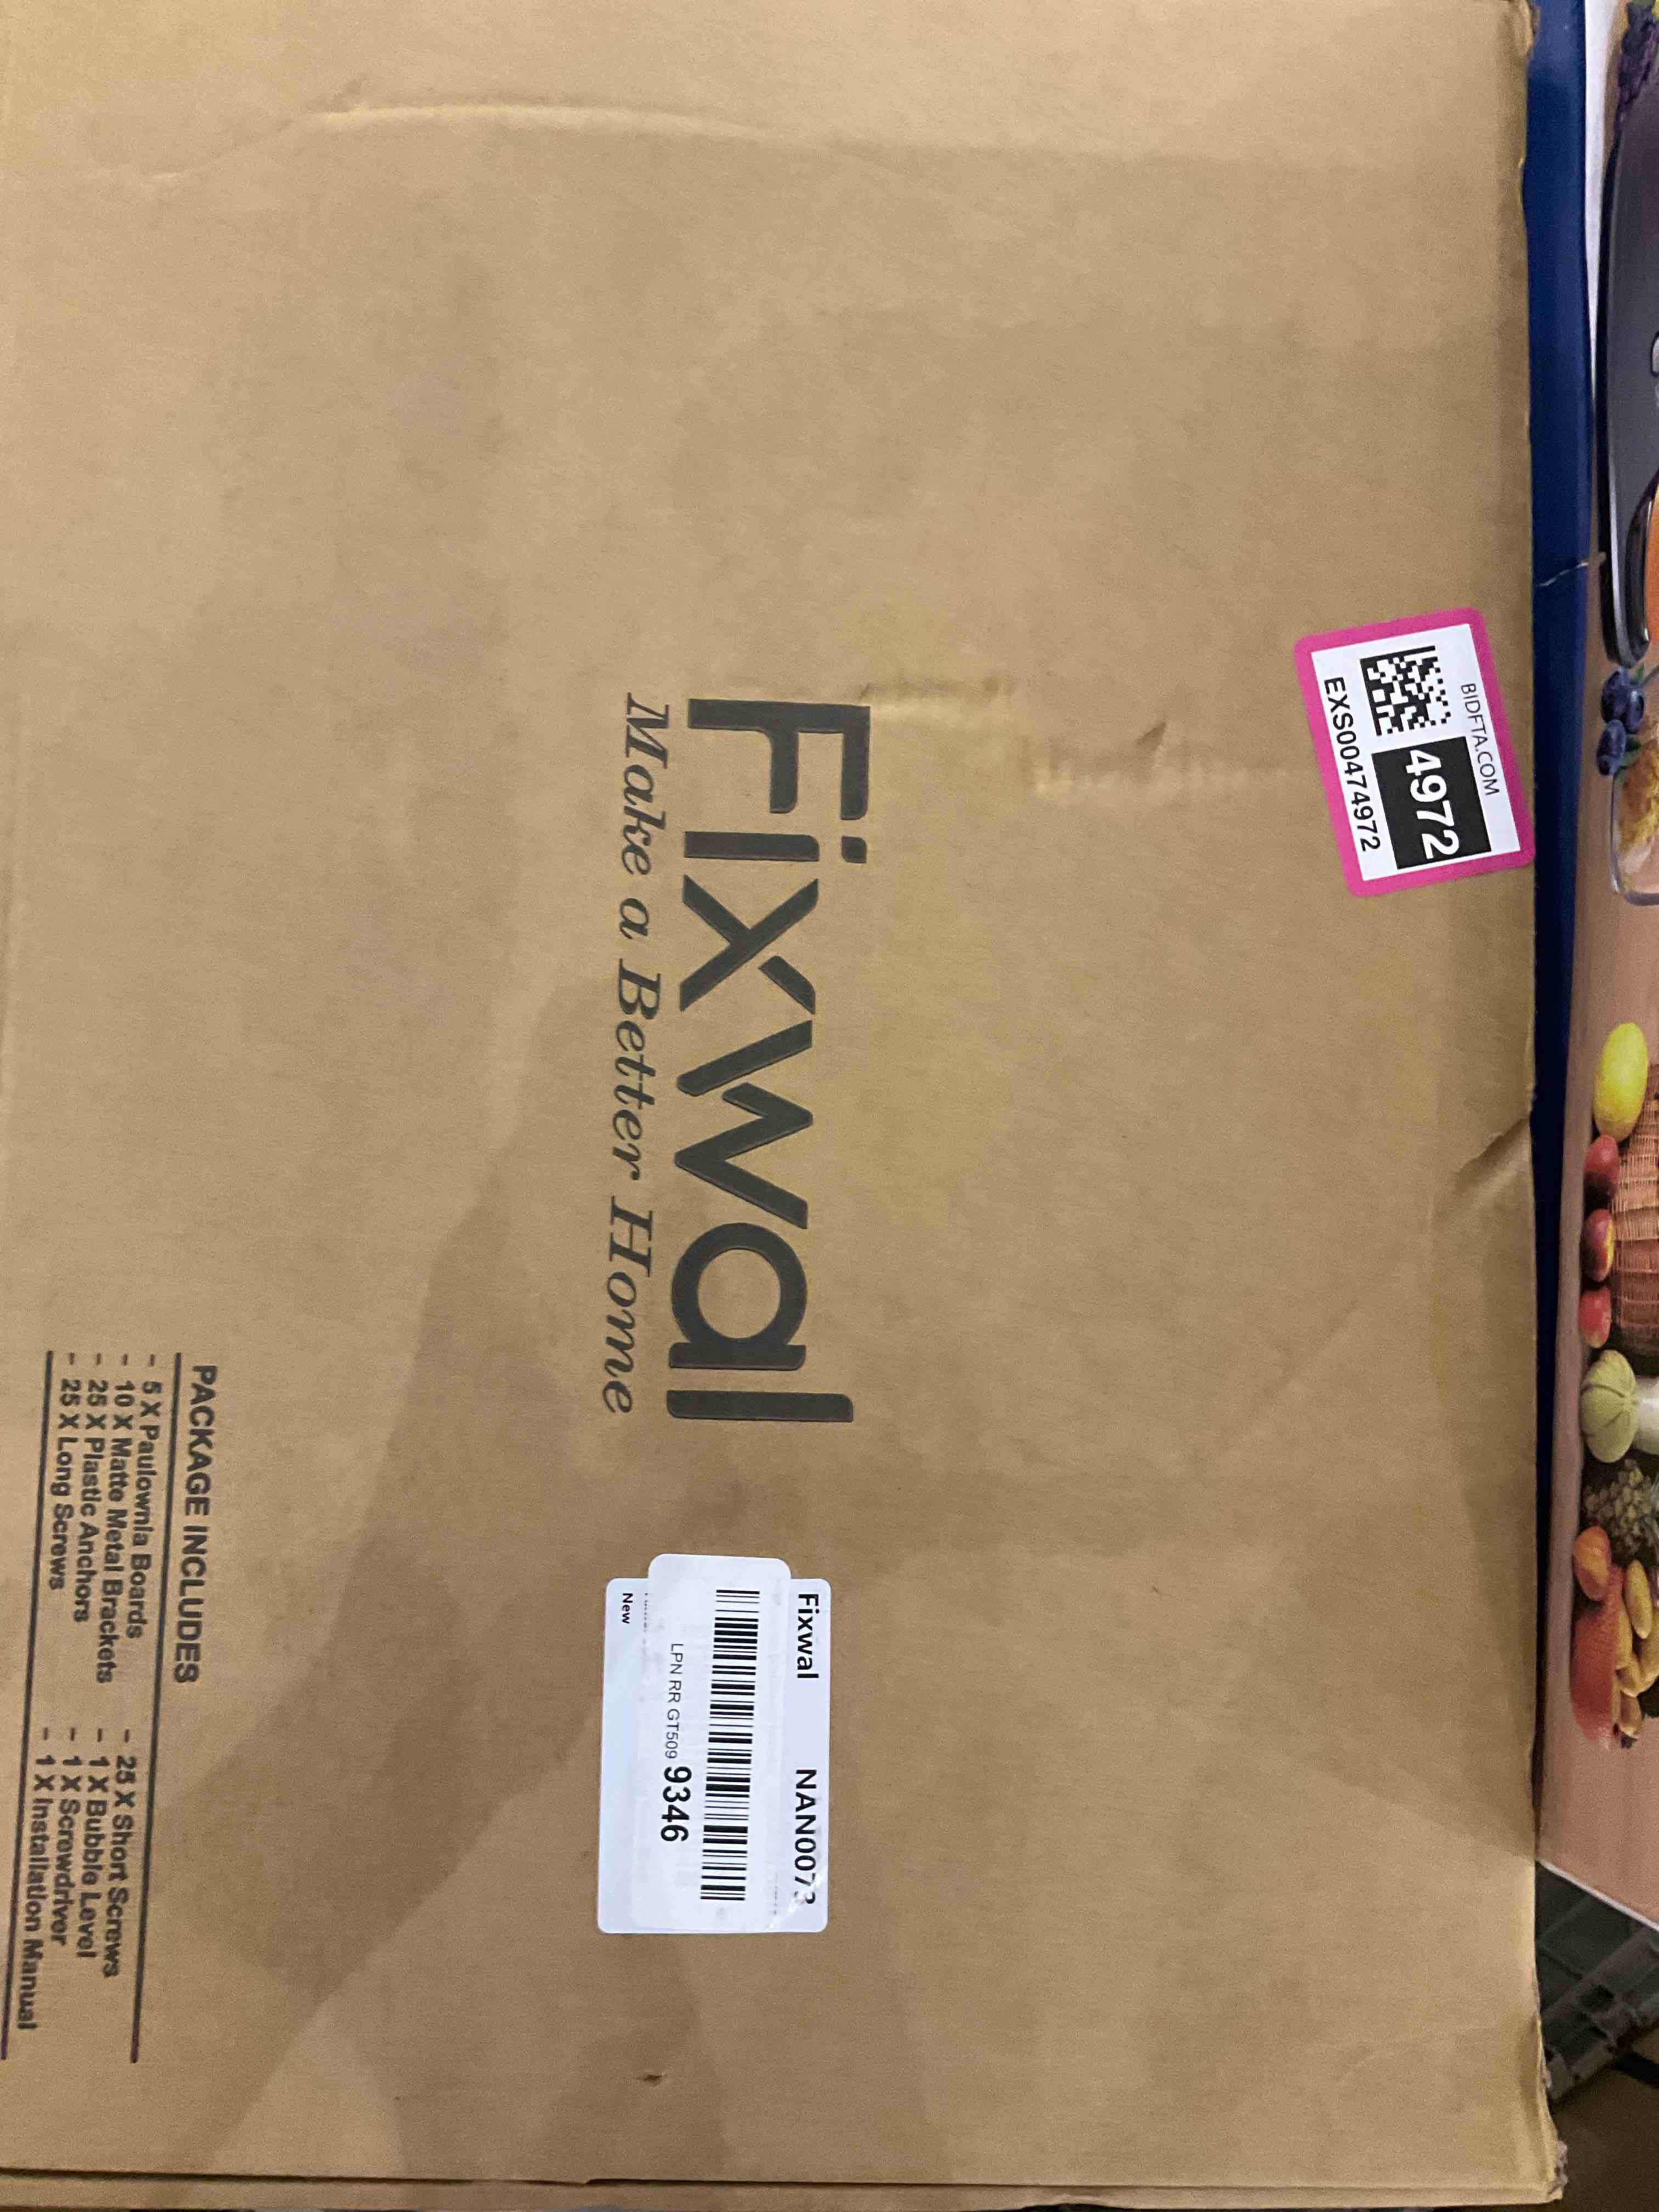 BIDFTA.COM
4972
EXS00474972
Fixwal
Make a Better Home
Fixwal
LPN RR GT509 9346
New
PACKAGE INCLUDES
- 5 X Paulownia Boards
- 10 X Matte Metal Brackets
- 25 X Plastic Anchors
- 25 X Long Screws
- 25 X Short Screws
- 1 X Bubble Level
- 1 X Screwdriver
- 1 X Installation Manual